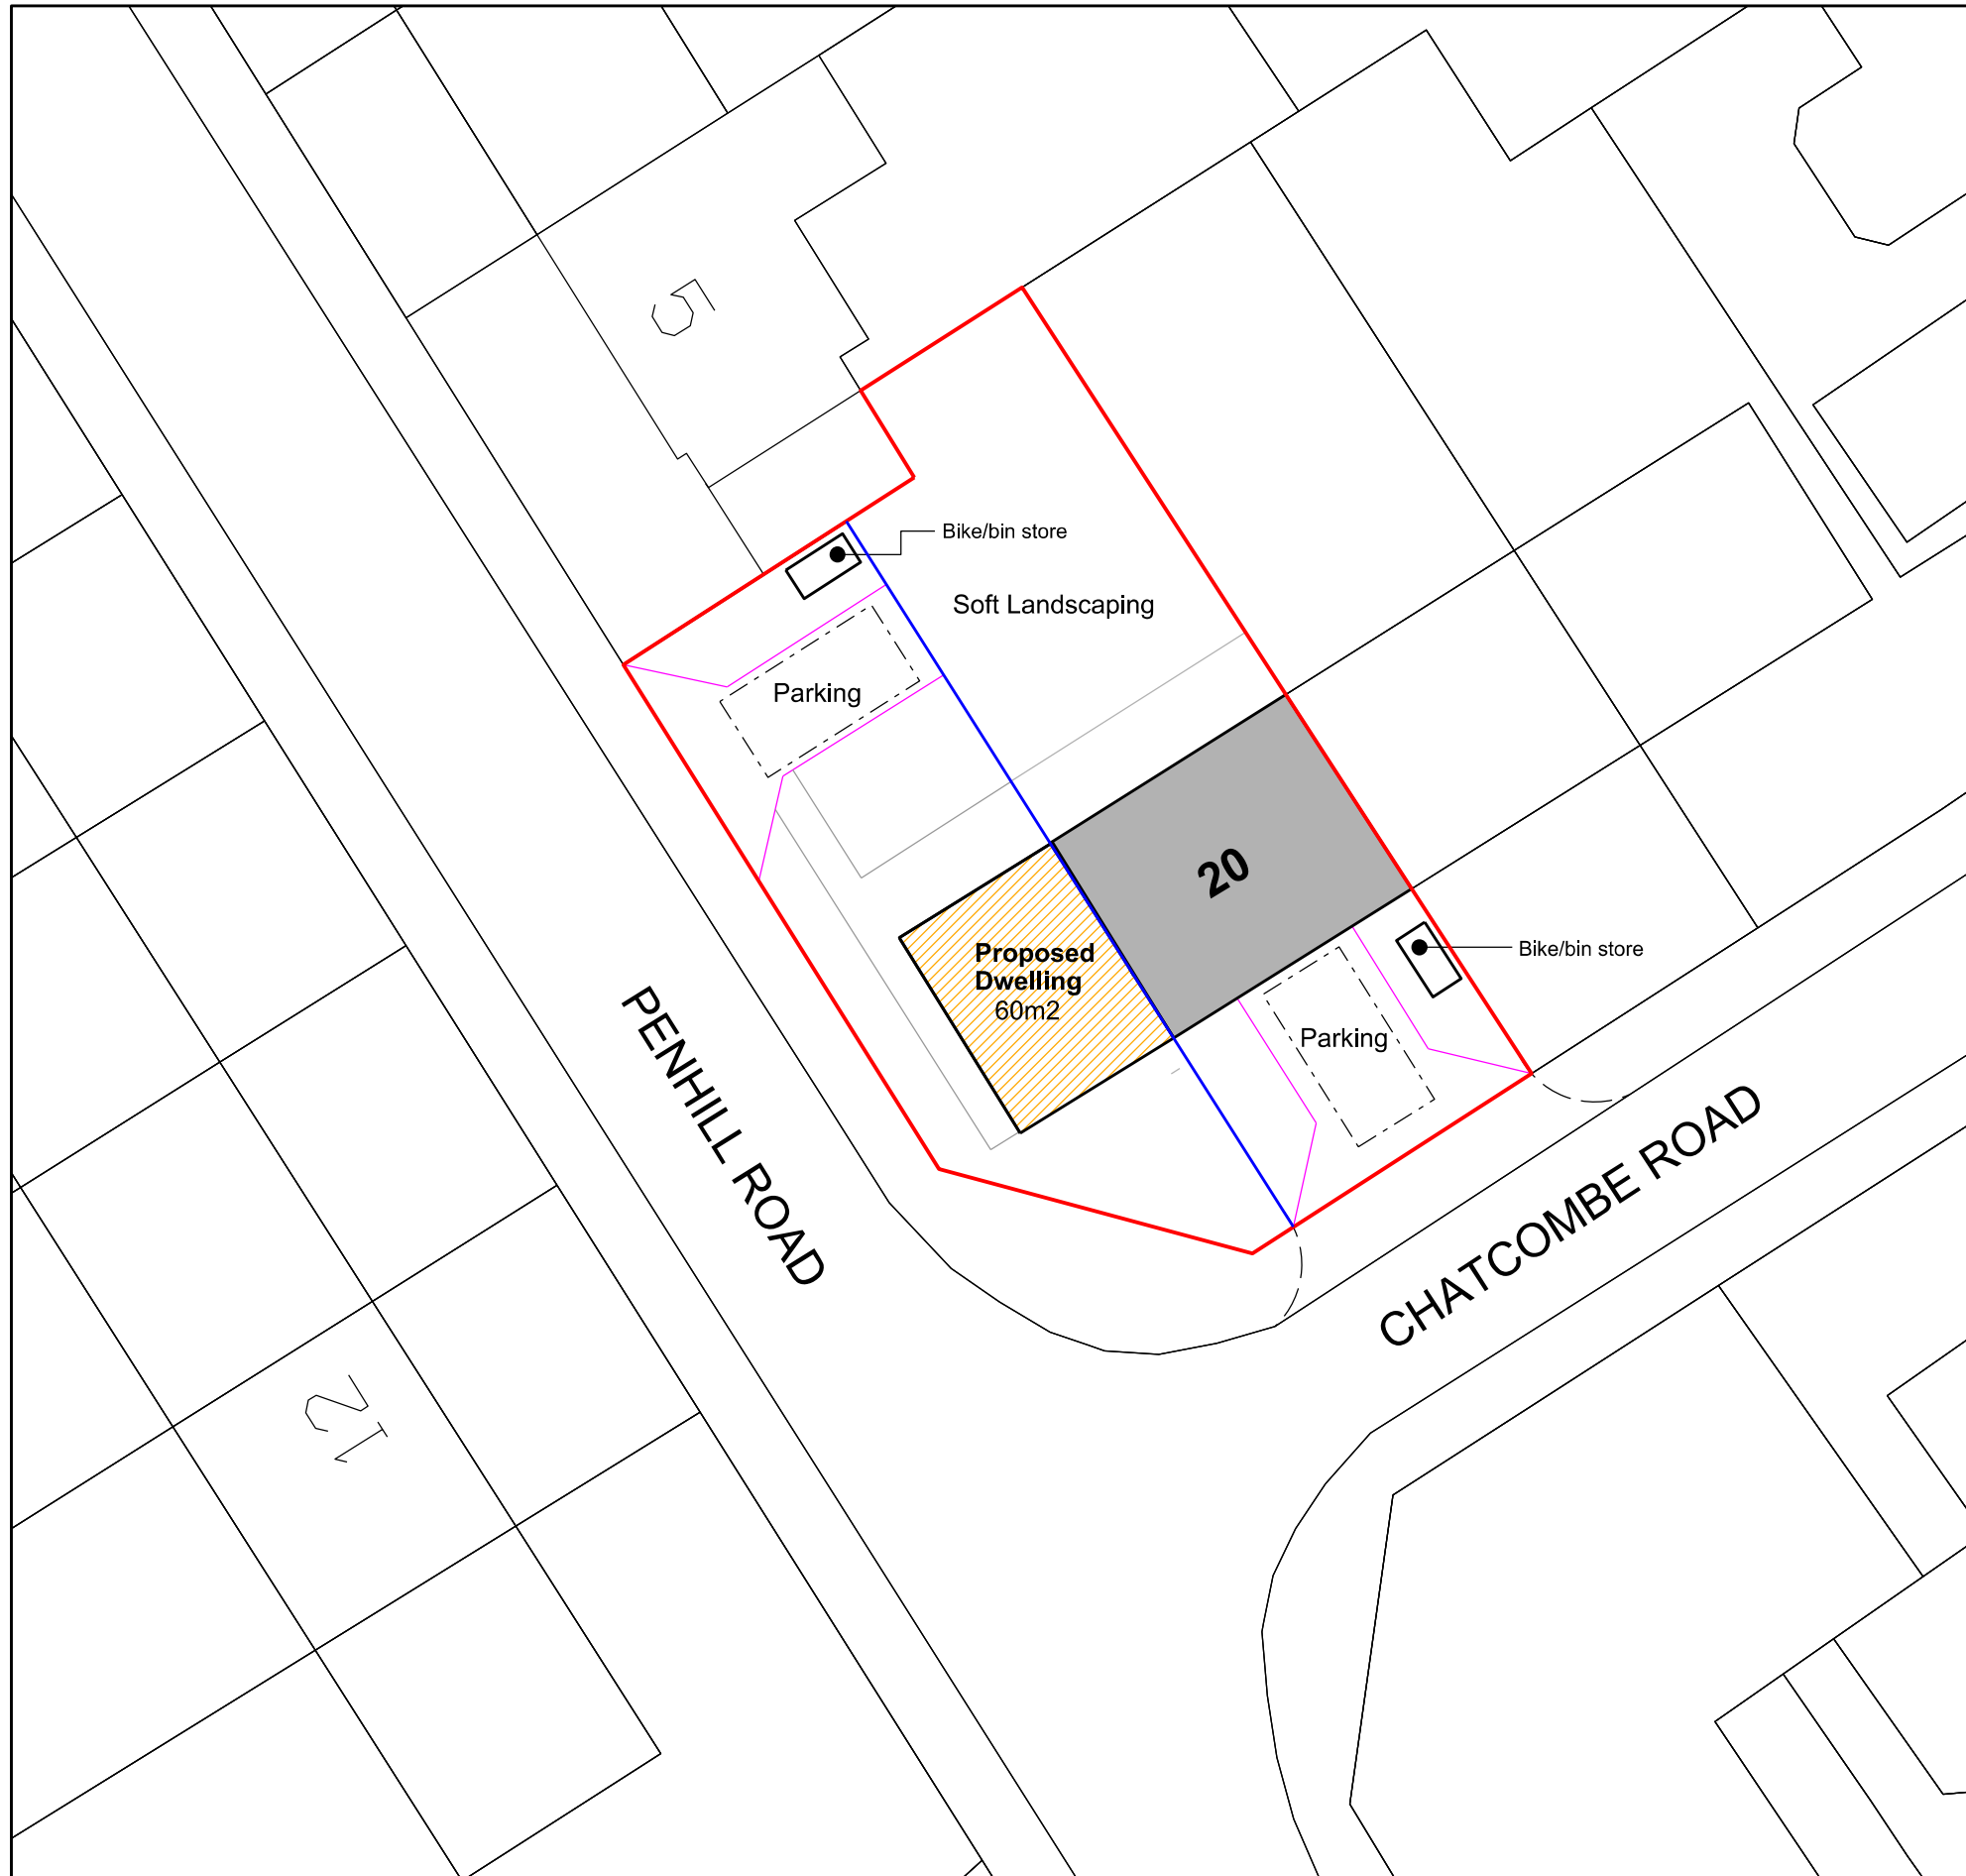 5
Bike/bin store
Soft Landscaping
Parking
20
Proposed
Dwelling
60m2
Bike/bin store
Parking
PENHILL ROAD
CHATCOMBE ROAD
12